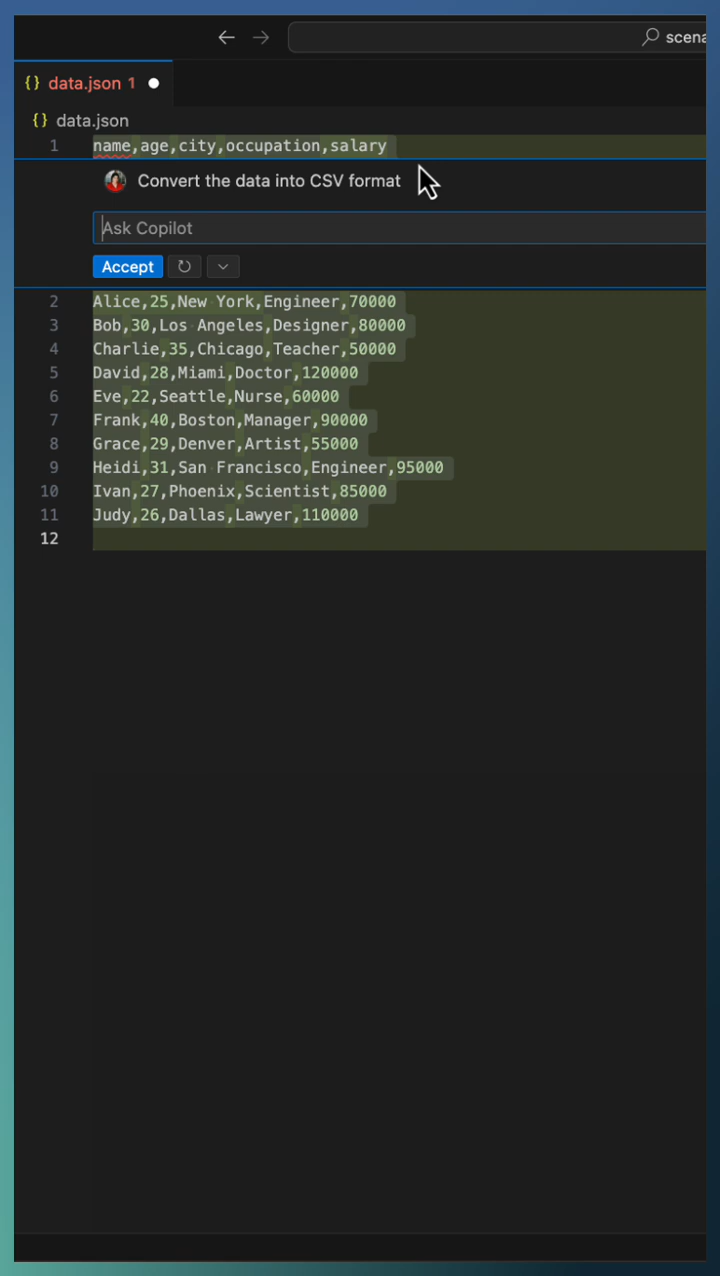 scena
{} data.json 1
{} data.json
1 name,age,city,occupation,salary
Convert the data into CSV format
Ask Copilot
Accept
2 Alice,25,New York,Engineer,70000
3 Bob,30,Los Angeles,Designer,80000
4 Charlie,35,Chicago,Teacher,50000
5 David,28,Miami,Doctor,120000
6 Eve,22,Seattle,Nurse,60000
7 Frank,40,Boston,Manager,90000
8 Grace,29,Denver,Artist,55000
9 Heidi,31,San Francisco,Engineer,95000
10 Ivan,27,Phoenix,Scientist,85000
11 Judy,26,Dallas,Lawyer,110000
12